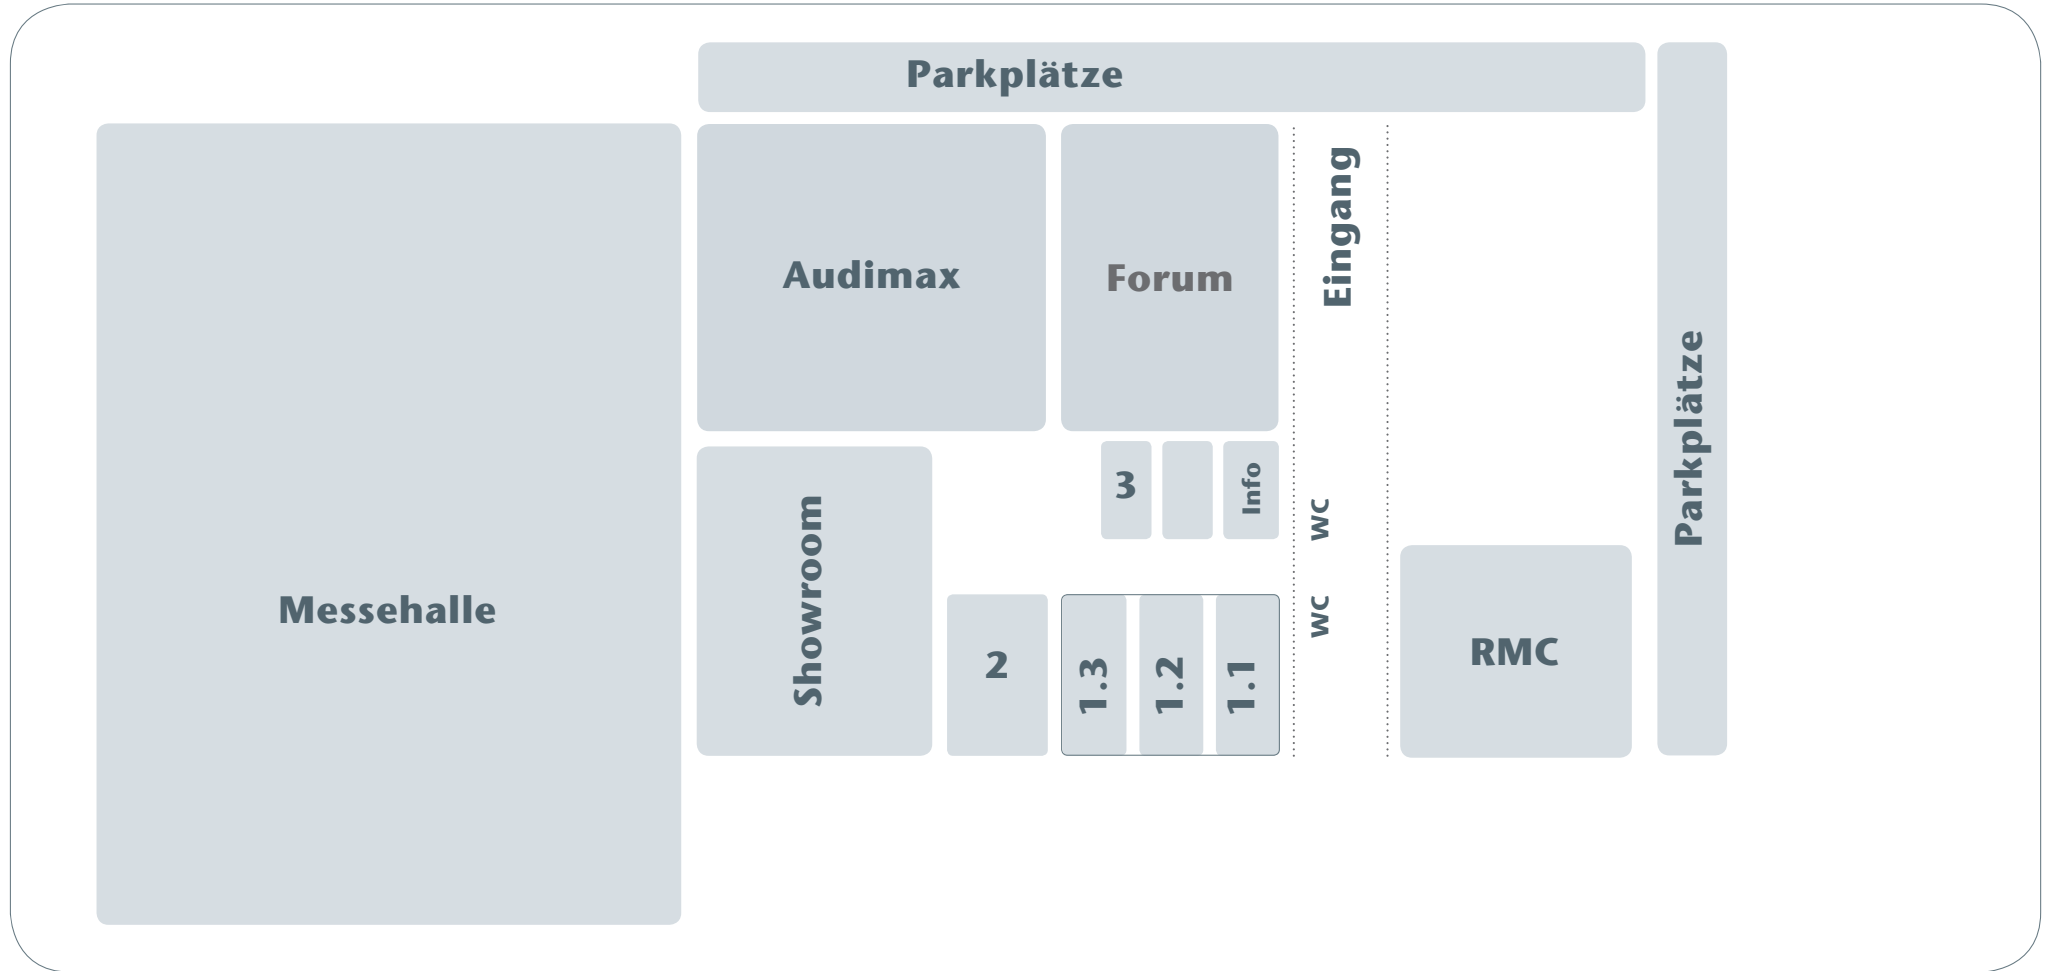 Parkplätze
Eingang
Audimax
Forum
Parkplätze
3
Info
WC
Showroom
Messehalle
WC
2
1.3
1.2
1.1
RMC